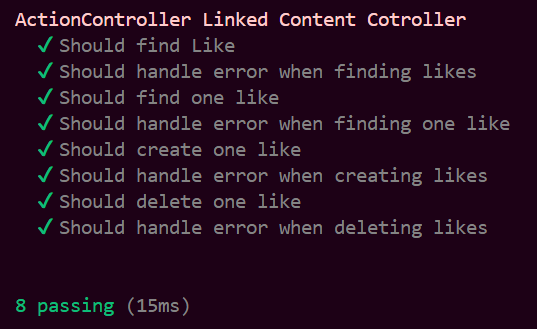 ActionController Linked Content Cotroller
✓ Should find Like
✓ Should handle error when finding likes
✓ Should find one like
✓ Should handle error when finding one like
✓ Should create one like
✓ Should handle error when creating likes
✓ Should delete one like
✓ Should handle error when deleting likes
8 passing (15ms)